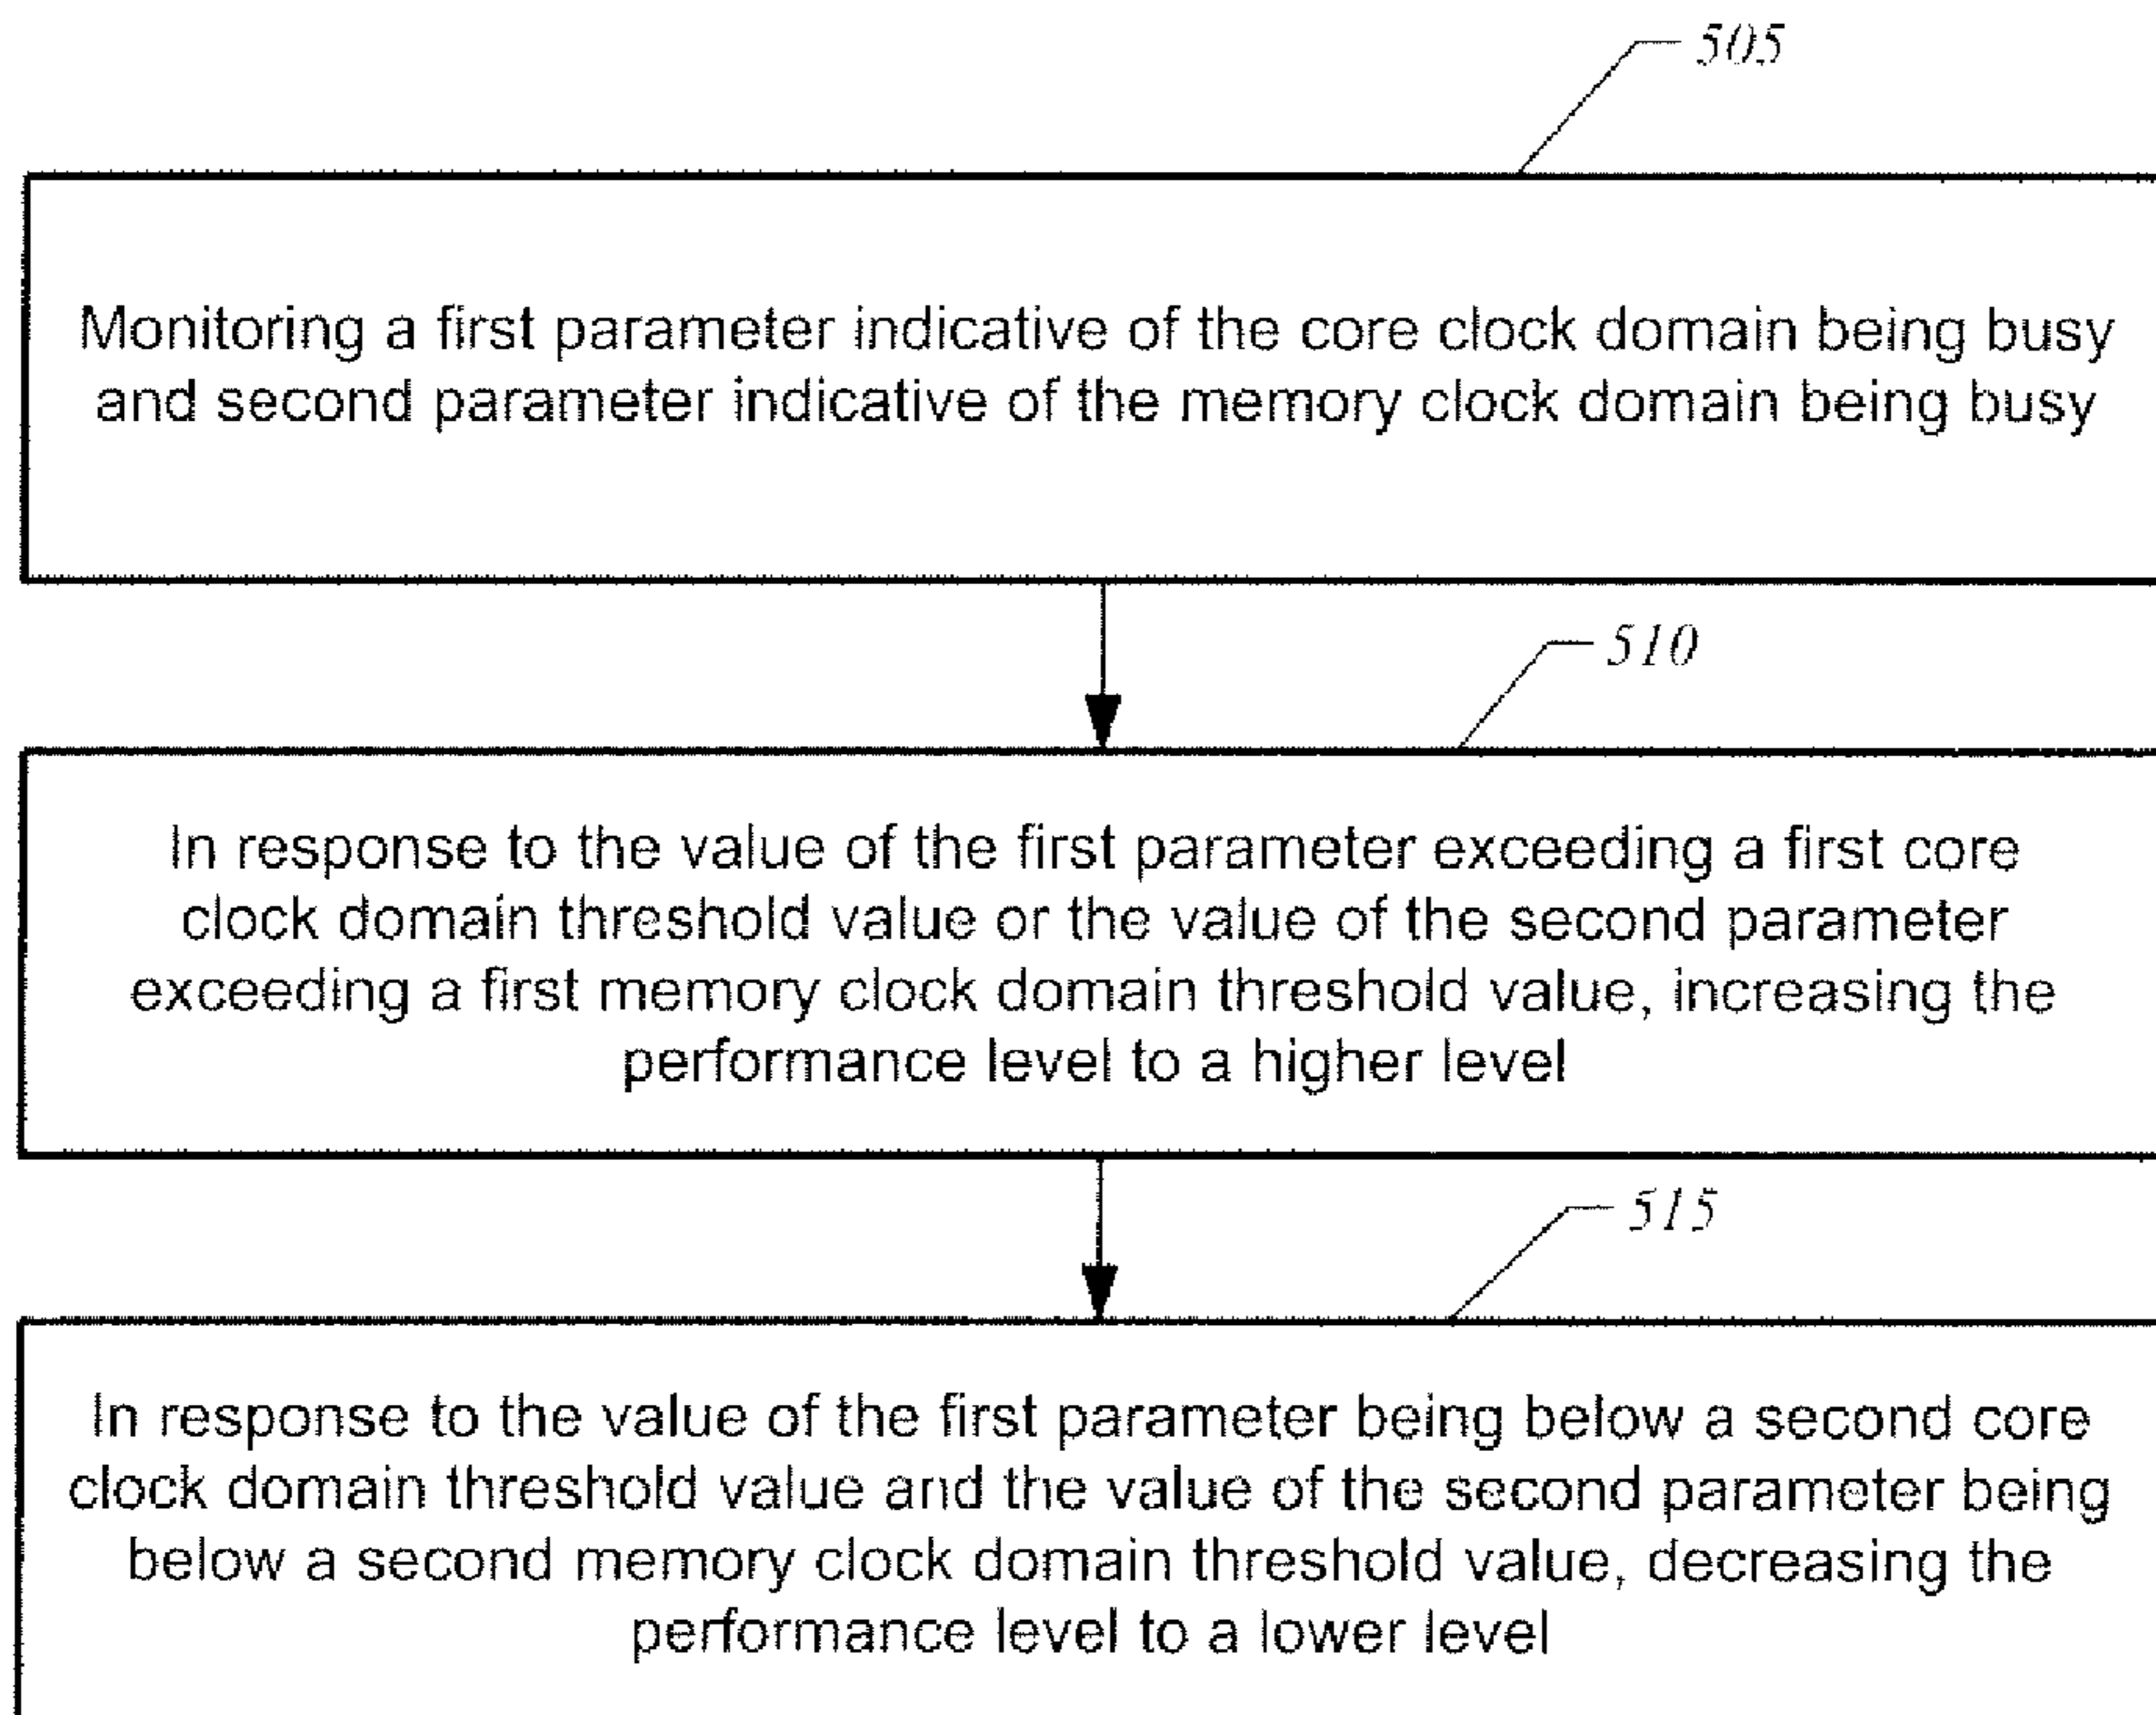 505
Monitoring a first parameter indicative of the core clock domain being busy
and second parameter indicative of the memory clock domain being busy
510
In response to the value of the first parameter exceeding a first core
clock domain threshold value or the value of the second parameter
exceeding a first memory clock domain threshold value, increasing the
performance level to a higher level
515
In response to the value of the first parameter being below a second core
clock domain threshold value and the value of the second parameter being
below a second memory clock domain threshold value, decreasing the
performance level to a lower level